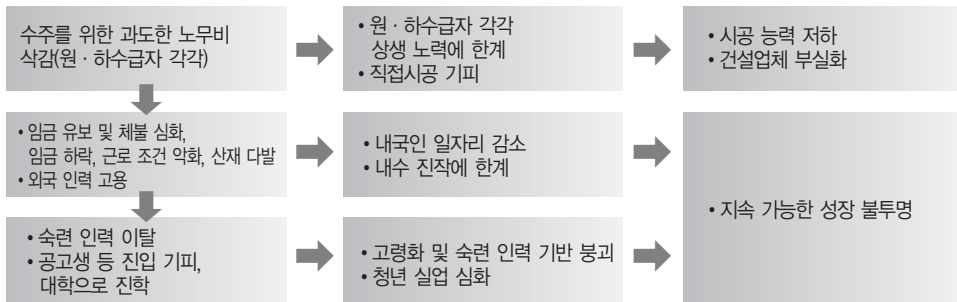 수주를 위한 과도한 노무비
삭감(원 · 하수급자 각각)
• 원 · 하수급자 각각
상생 노력에 한계
• 직접시공 기피
• 시공 능력 저하
• 건설업체 부실화
• 임금 유보 및 체불 심화,
임금 하락, 근로 조건 악화, 산재 다발
• 외국 인력 고용
• 내국인 일자리 감소
• 내수 진작에 한계
• 지속 가능한 성장 불투명
• 숙련 인력 이탈
• 공고생 등 진입 기피,
대학으로 진학
• 고령화 및 숙련 인력 기반 붕괴
• 청년 실업 심화